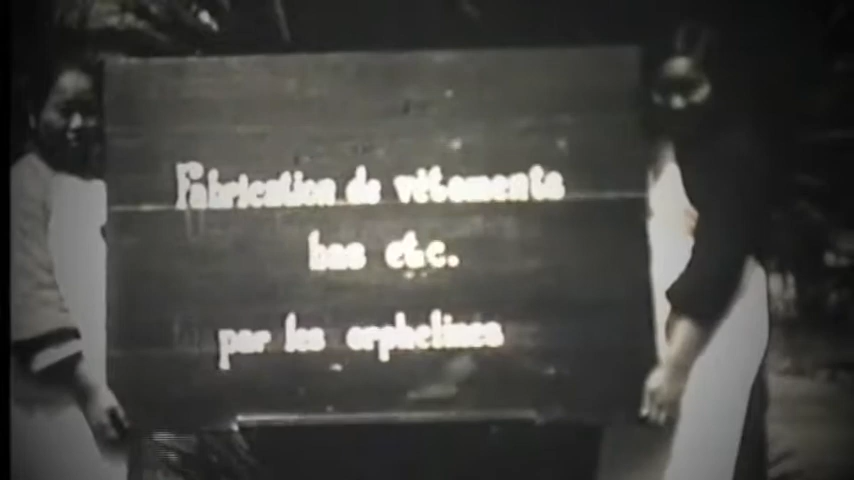 Fabrication de vêtements
bas etc.
par les orphelines